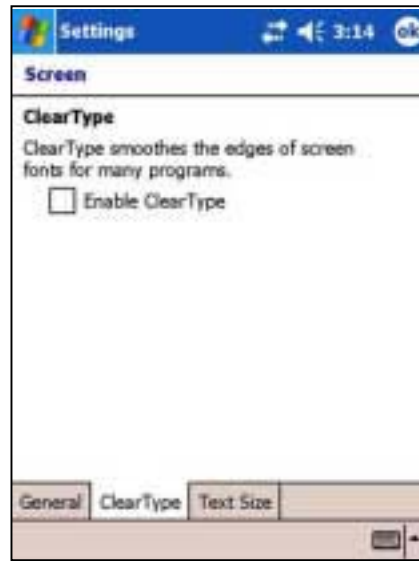 Settings 3:14 ok
Screen
ClearType
ClearType smoothes the edges of screen
fonts for many programs.
Enable ClearType
General ClearType Text Size